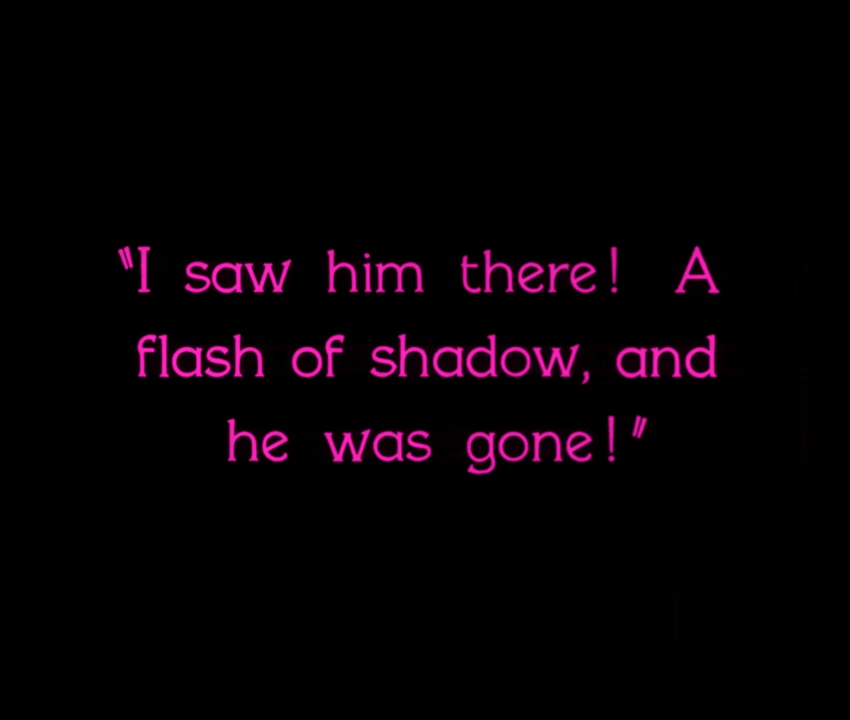 "I saw him there! A
flash of shadow, and
he was gone!"